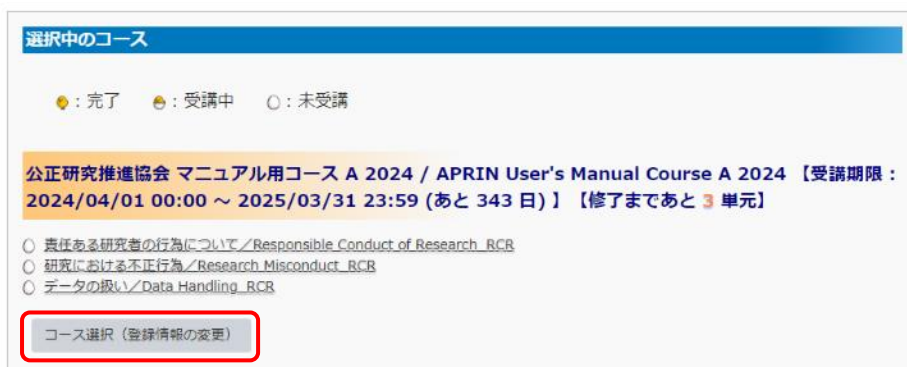 選択中のコース
：完了 ：受講中 ：未受講
公正研究推進協会 マニュアル用コース A 2024 / APRIN User's Manual Course A 2024 【受講期限：
2024/04/01 00:00 ～ 2025/03/31 23:59 (あと 343 日) 】【修了まであと 3 単元】
責任ある研究者の行為について／Responsible Conduct of Research_RCR
研究における不正行為／Research Misconduct_RCR
データの扱い／Data Handling_RCR
コース選択（登録情報の変更）